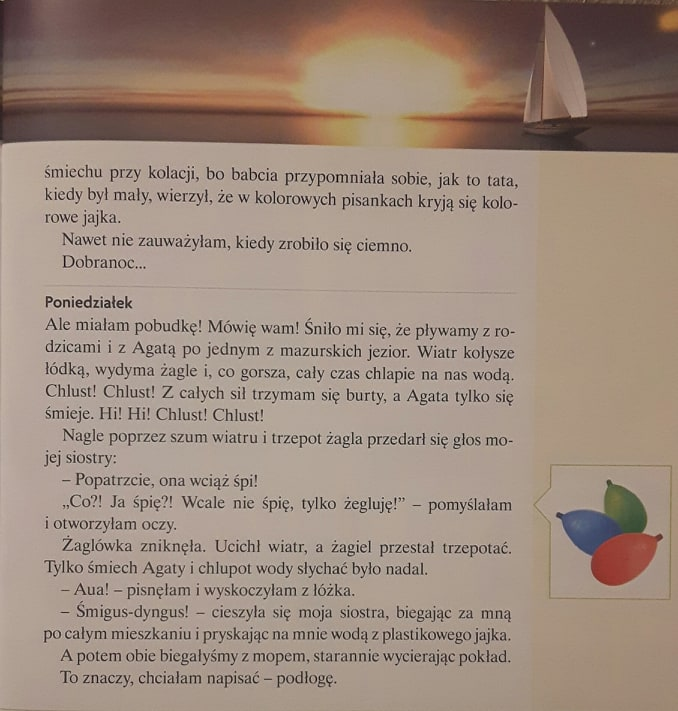 śmiechu przy kolacji, bo babcia przypomniała sobie, jak to tata,
kiedy był mały, wierzył, że w kolorowych pisankach kryją się kolo-
rowe jajka.
Nawet nie zauważyłam, kiedy zrobiło się ciemno.
Dobranoc...
Poniedziałek
Ale miałam pobudkę! Mówię wam! Śniło mi się, że pływamy z ro-
dzicami i z Agatą po jednym z mazurskich jezior. Wiatr kołysze
łódką, wydyma żagle i, co gorsza, cały czas chlapie na nas wodą.
Chlust! Chlust! Z całych sił trzymam się burty, a Agata tylko się
śmieje. Hi! Hi! Chlust! Chlust!
Nagle poprzez szum wiatru i trzepot żagla przedarł się głos mo-
jej siostry:
– Popatrzcie, ona wciąż śpi!
„Co?! Ja śpię?! Wcale nie śpię, tylko żegluję!” – pomyślałam
i otworzyłam oczy.
Żaglówka zniknęła. Ucichł wiatr, a żagiel przestał trzepotać.
Tylko śmiech Agaty i chlupot wody słychać było nadal.
– Aua! – pisnęłam i wyskoczyłam z łóżka.
– Śmigus-dyngus! – cieszyła się moja siostra, biegając za mną
po całym mieszkaniu i pryskając na mnie wodą z plastikowego jajka.
A potem obie biegałyśmy z mopem, starannie wycierając pokład.
To znaczy, chciałam napisać – podłogę.